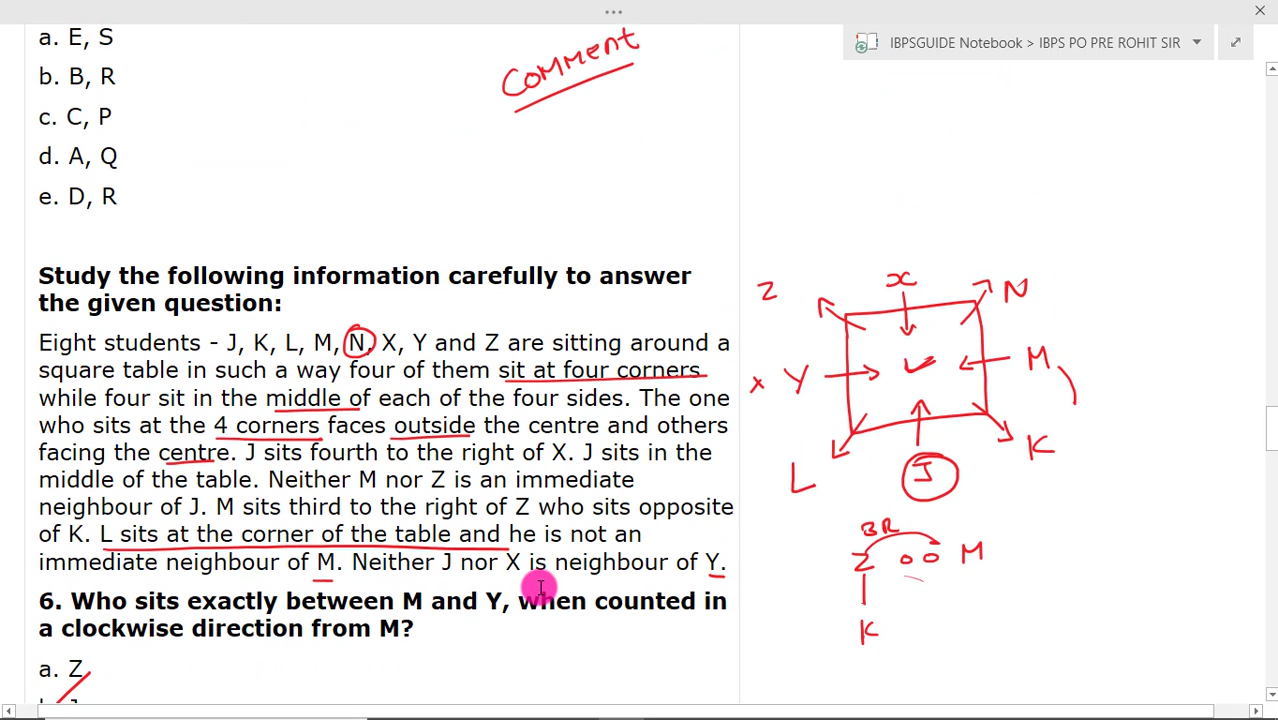 IBPSGUIDE Notebook > IBPS PO PRE ROHIT SIR
a. E, S
b. B, R
c. C, P
d. A, Q
e. D, R
Comment
Study the following information carefully to answer
the given question:
Eight students - J, K, L, M, N, X, Y and Z are sitting around a
square table in such a way four of them sit at four corners
while four sit in the middle of each of the four sides. The one
who sits at the 4 corners faces outside the centre and others
facing the centre. J sits fourth to the right of X. J sits in the
middle of the table. Neither M nor Z is an immediate
neighbour of J. M sits third to the right of Z who sits opposite
of K. L sits at the corner of the table and he is not an
immediate neighbour of M. Neither J nor X is neighbour of Y.
6. Who sits exactly between M and Y, when counted in
a clockwise direction from M?
a. Z
Z x N
x Y M
L J K
3R
Z o o M
K